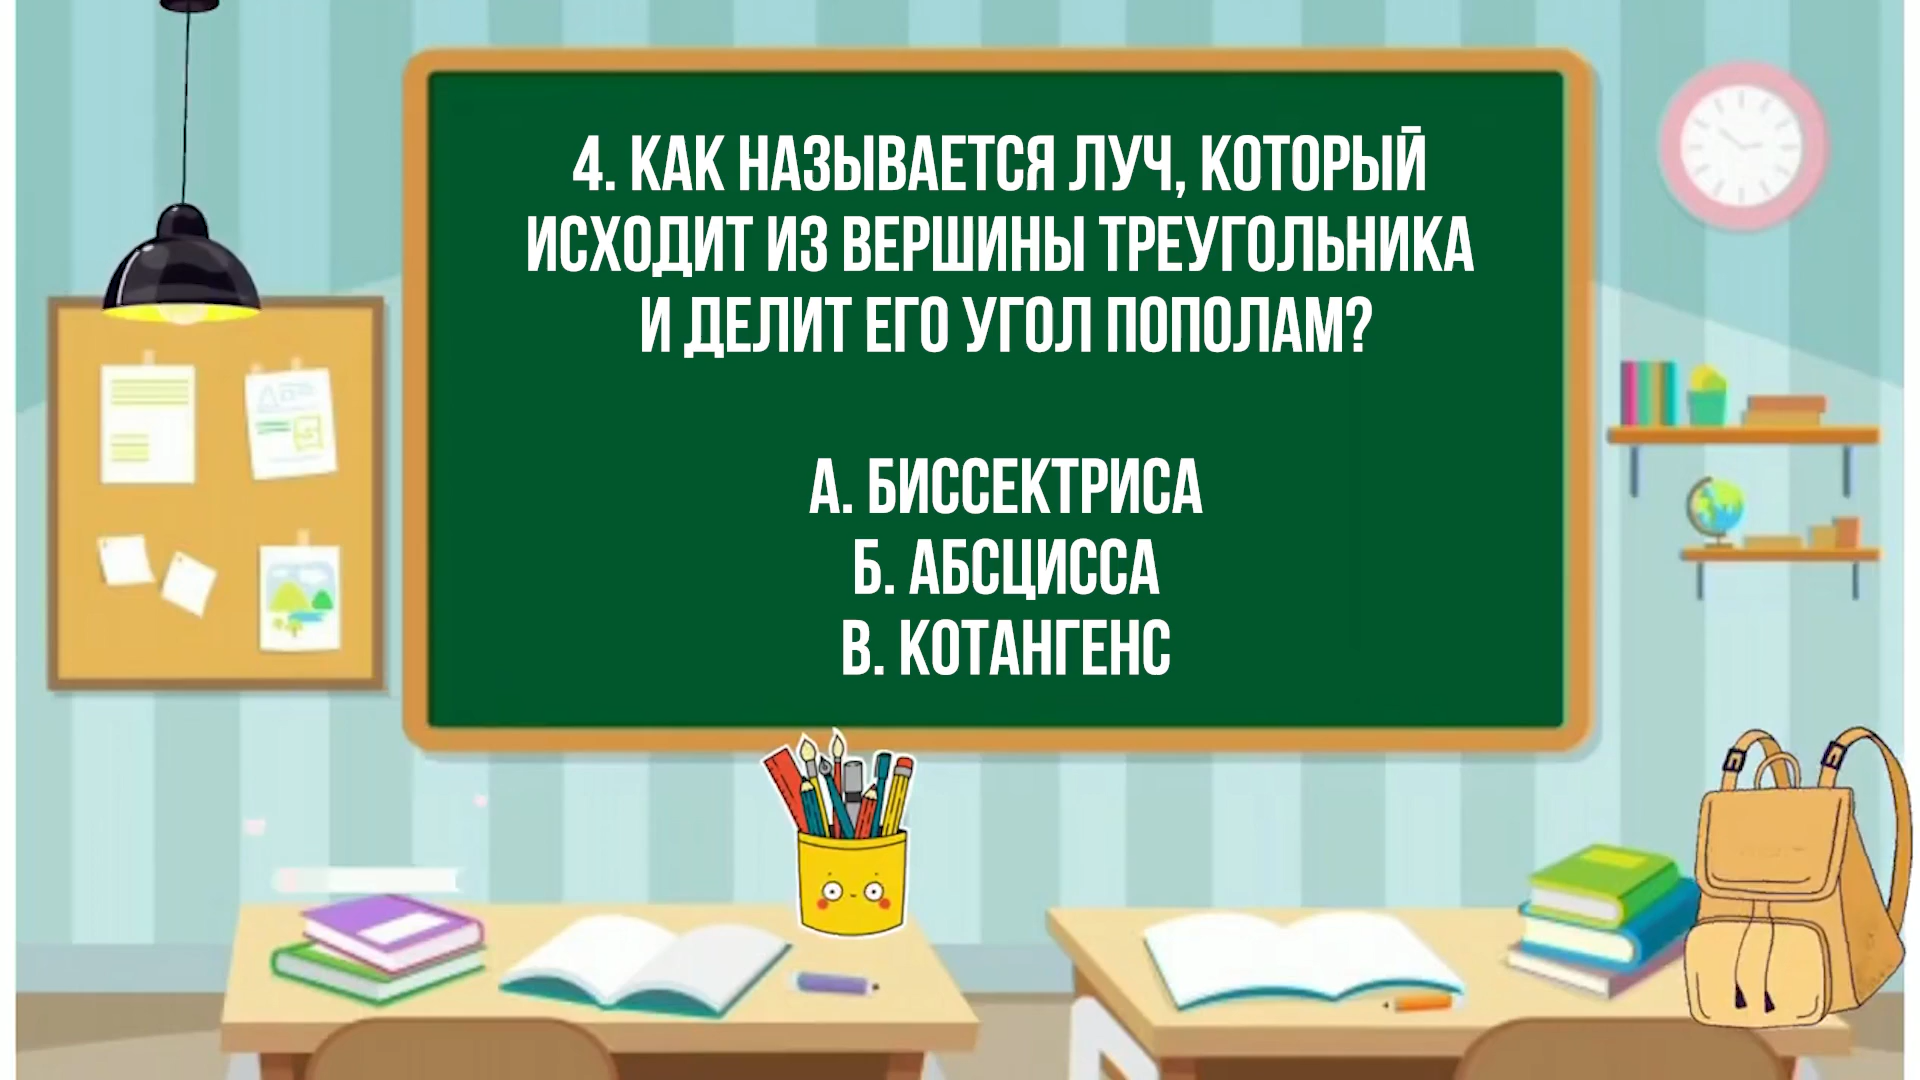 4. КАК НАЗЫВАЕТСЯ ЛУЧ, КОТОРЫЙ
ИСХОДИТ ИЗ ВЕРШИНЫ ТРЕУГОЛЬНИКА
И ДЕЛИТ ЕГО УГОЛ ПОПОЛАМ?
А. БИССЕКТРИСА
Б. АБСЦИССА
В. КОТАНГЕНС